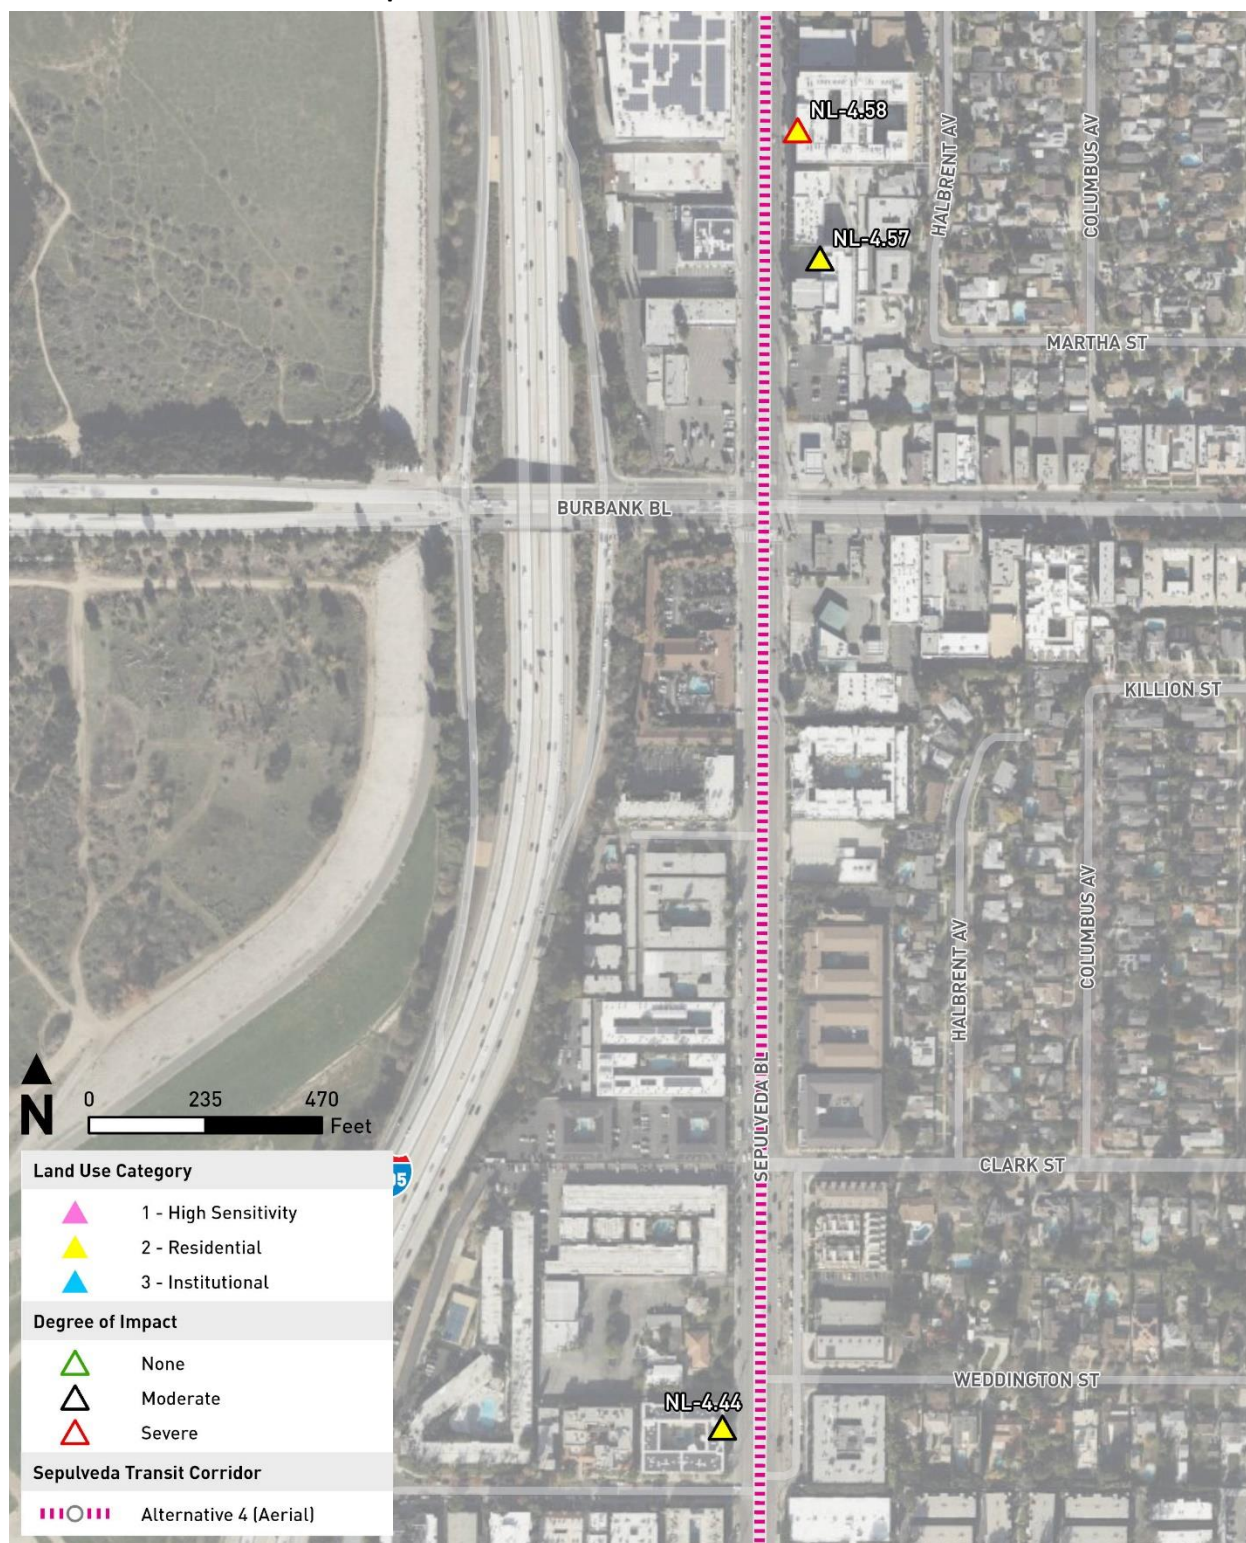 NL-4.58
HALBRENT AV
COLUMBUS AV
NL-4.57
MARTHA ST
BURBANK BL
KILLION ST
COLUMBUS AV
HALBRENT AV
SEPULVEDA BL
N
0 235 470
Feet
CLARK ST
Land Use Category
1 - High Sensitivity
2 - Residential
3 - Institutional
Degree of Impact
None
Moderate
Severe
Sepulveda Transit Corridor
Alternative 4 (Aerial)
WEDDINGTON ST
NL-4.44